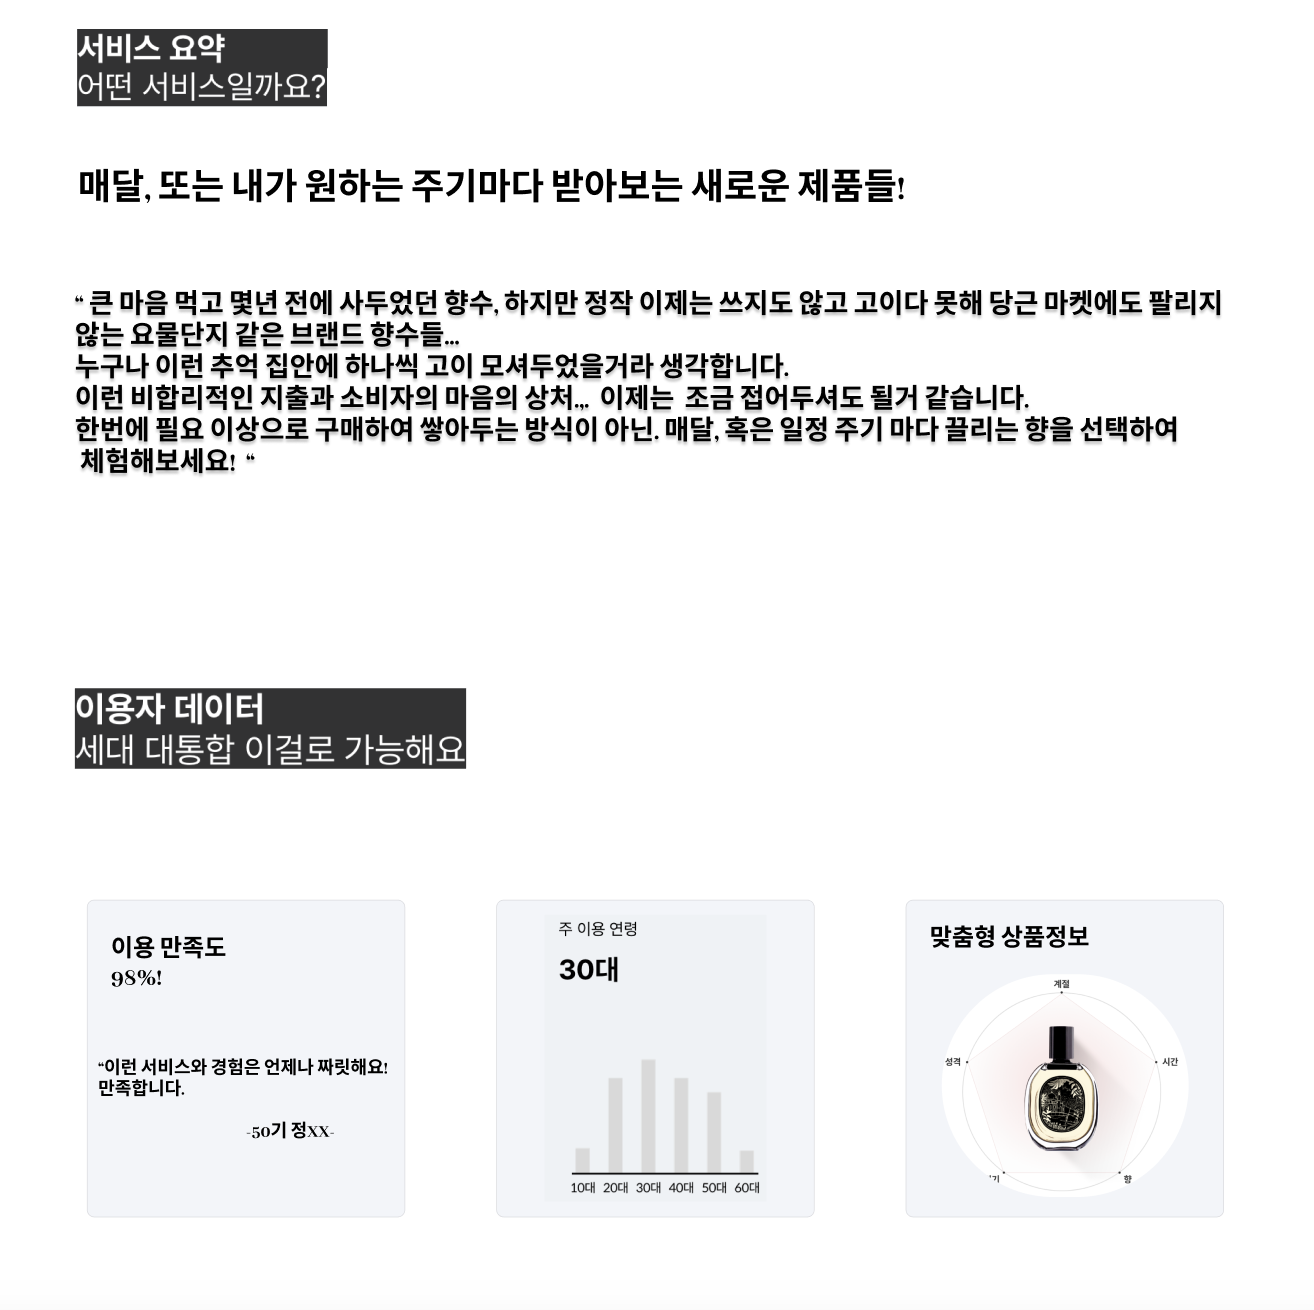 서비스 요약
어떤 서비스일까요?
매달, 또는 내가 원하는 주기마다 받아보는 새로운 제품들!
“ 큰 마음 먹고 몇년 전에 사두었던 향수, 하지만 정작 이제는 쓰지도 않고 고이다 못해 당근 마켓에도 팔리지
않는 요물단지 같은 브랜드 향수들...
누구나 이런 추억 집안에 하나씩 고이 모셔두었을거라 생각합니다.
이런 비합리적인 지출과 소비자의 마음의 상처... 이제는 조금 접어두셔도 될거 같습니다.
한번에 필요 이상으로 구매하여 쌓아두는 방식이 아닌. 매달, 혹은 일정 주기 마다 끌리는 향을 선택하여
체험해보세요! “
이용자 데이터
세대 대통합 이걸로 가능해요
이용 만족도
98%!
“이런 서비스와 경험은 언제나 짜릿해요!
만족합니다.
-50기 정XX-
주 이용 연령
30대
10대 20대 30대 40대 50대 60대
맞춤형 상품정보
계절
성격
시간
향